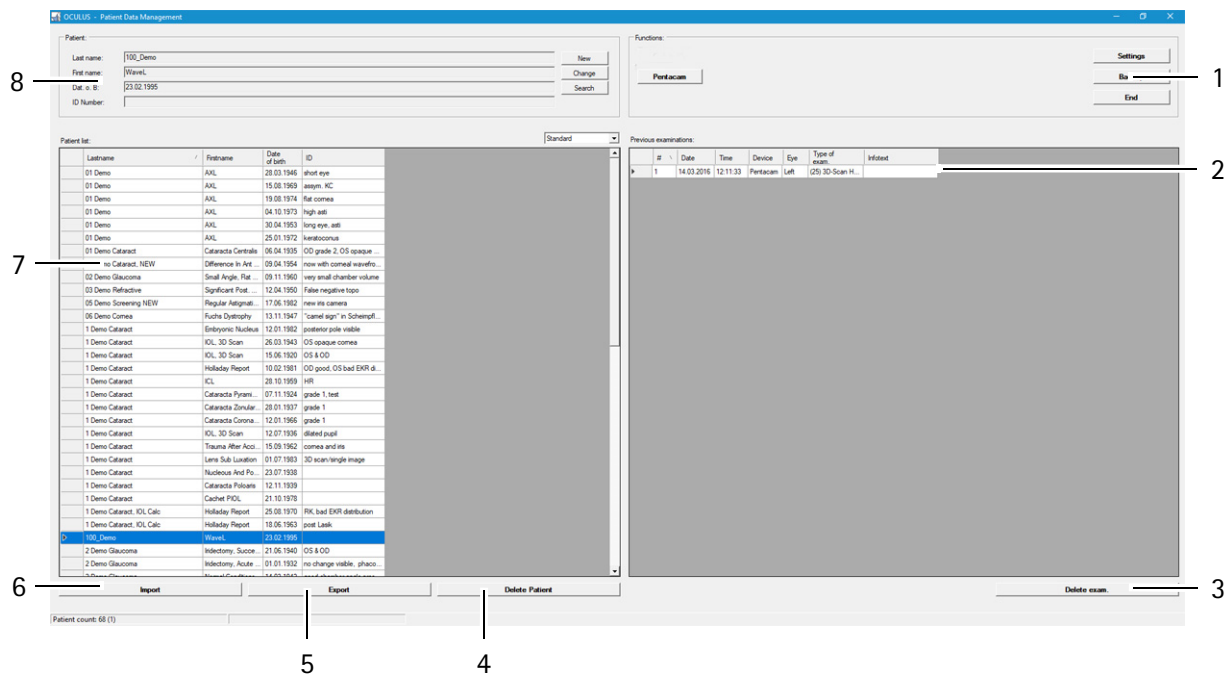 OCULUS - Patient Data Management
Patient:
Last name: 100_Demo
First name: WaveL
Dat. o. B: 23.02.1995
ID Number:
New
Change
Search
Functions:
Pentacam
Settings
Ba
End
8
1
Patient list:
Standard
Lastname / Firstname Date of birth ID
01 Demo AXL 28.03.1946 short eye
01 Demo AXL 15.08.1969 assym. KC
01 Demo AXL 19.08.1974 flat cornea
01 Demo AXL 04.10.1973 high asti
01 Demo AXL 30.04.1953 long eye, asti
01 Demo AXL 25.01.1972 keratoconus
01 Demo Cataract Cataracta Centralis 06.04.1935 OD grade 2, OS opaque ...
no Cataract, NEW Difference In Ant ... 09.04.1954 now with corneal wavefro...
02 Demo Glaucoma Small Angle, Flat ... 09.11.1960 very small chamber volume
03 Demo Refractive Significant Post. ... 12.04.1950 False negative topo
05 Demo Screening NEW Regular Astigmati... 17.06.1982 new iris camera
06 Demo Cornea Fuchs Dystrophy 13.11.1947 "camel sign" in Scheimpfl...
1 Demo Cataract Embryonic Nucleus 12.01.1982 posterior pole visible
1 Demo Cataract IOL, 3D Scan 26.03.1943 OS opaque cornea
1 Demo Cataract IOL, 3D Scan 15.06.1920 OS & OD
1 Demo Cataract Holladay Report 10.02.1981 OD good, OS bad EKR di...
1 Demo Cataract ICL 28.10.1959 HR
1 Demo Cataract Cataracta Pyrami... 07.11.1924 grade 1, test
1 Demo Cataract Cataracta Zonular... 28.01.1937 grade 1
1 Demo Cataract Cataracta Corona... 12.01.1966 grade 1
1 Demo Cataract IOL, 3D Scan 12.07.1936 dilated pupil
1 Demo Cataract Trauma After Acci... 15.09.1962 cornea and iris
1 Demo Cataract Lens Sub Luxation 01.07.1983 3D scan/single image
1 Demo Cataract Nucleous And Po... 23.07.1938
1 Demo Cataract Cataracta Polaris 12.11.1939
1 Demo Cataract Cachet PIOL 21.10.1978
1 Demo Cataract, IOL Calc Holladay Report 25.08.1970 RK, bad EKR distribution
1 Demo Cataract, IOL Calc Holladay Report 18.06.1963 post Lasik
100_Demo WaveL 23.02.1995
2 Demo Glaucoma Iridectomy, Succe... 21.06.1940 OS & OD
2 Demo Glaucoma Iridectomy, Acute ... 01.01.1932 no change visible, phaco...
7
Previous examinations:
# Date Time Device Eye Type of exam. Infotext
1 14.03.2016 12:11:33 Pentacam Left (25) 3D-Scan H...
2
6
Import
Export
Delete Patient
Delete exam.
3
Patient count: 68 (1)
5
4